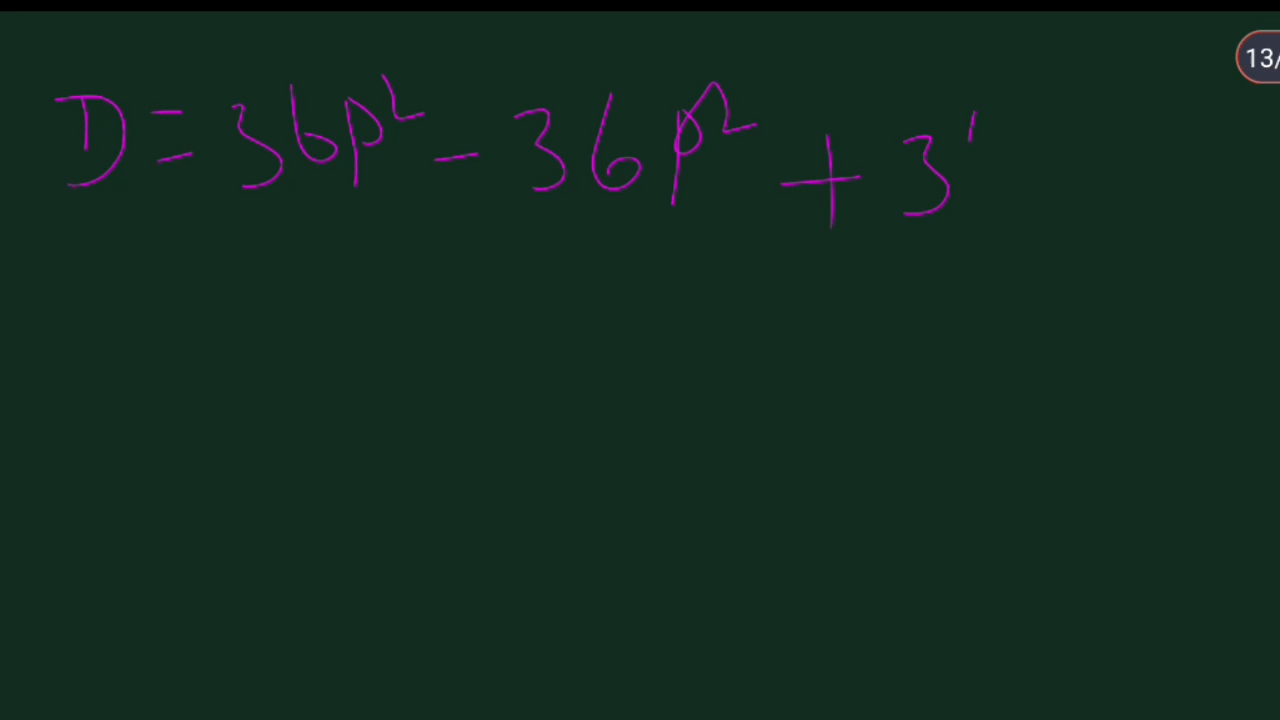 D = 36p² - 36p² + 3'
13/